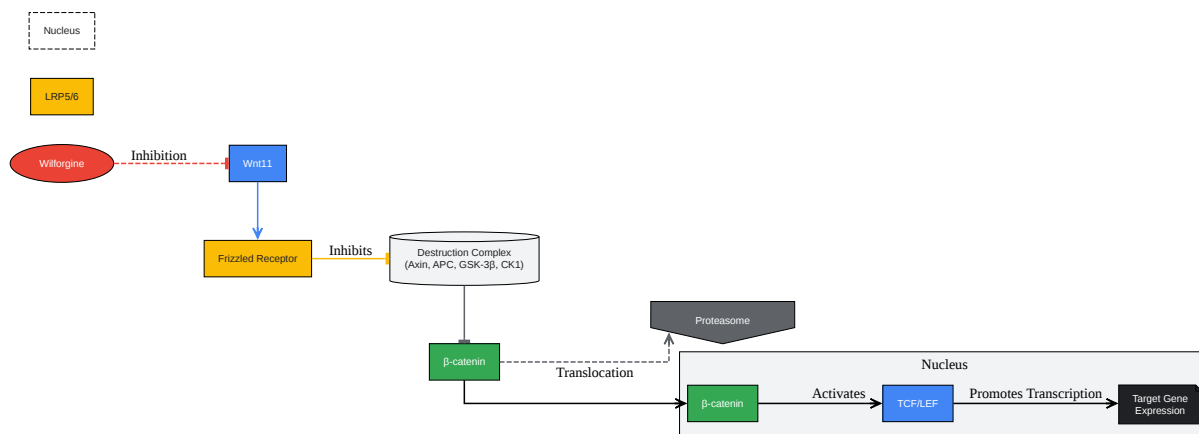 Nucleus
LRP5/6
Wilforgine
Inhibition
Wnt11
Frizzled Receptor
Inhibits
Destruction Complex
(Axin, APC, GSK-3β, CK1)
Proteasome
β-catenin
Translocation
Nucleus
β-catenin
Activates
TCF/LEF
Promotes Transcription
Target Gene
Expression